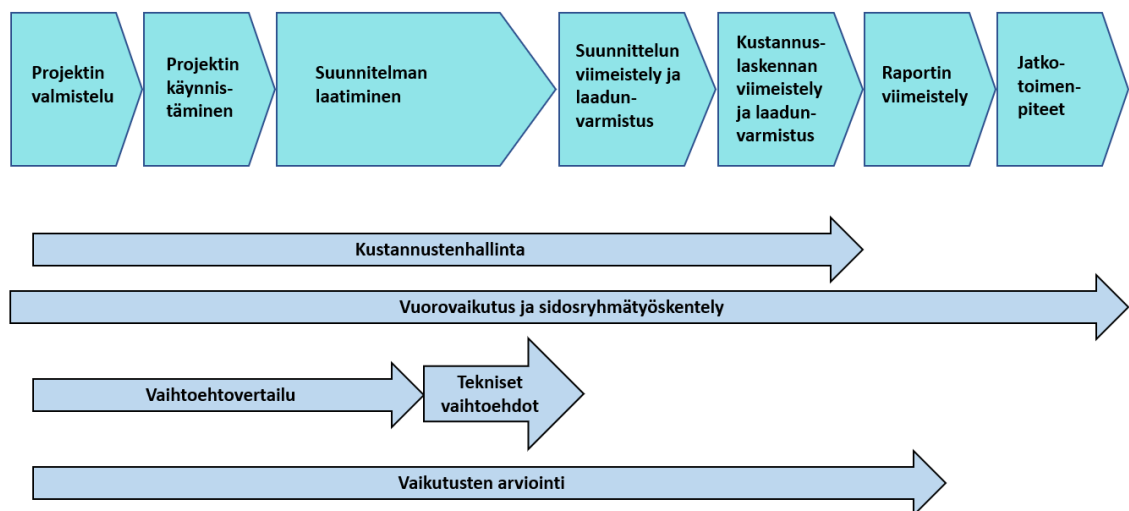 Projektin
valmistelu
Projektin
käynnis-
täminen
Suunnitelman
laatiminen
Suunnittelun
viimeistely ja
laadun-
varmistus
Kustannus-
laskennan
viimeistely
ja laadun-
varmistus
Raportin
viimeistely
Jatko-
toimen-
piteet
Kustannustenhallinta
Vuorovaikutus ja sidosryhmätyöskentely
Vaihtoehtovertailu
Tekniset
vaihtoehdot
Vaikutusten arviointi